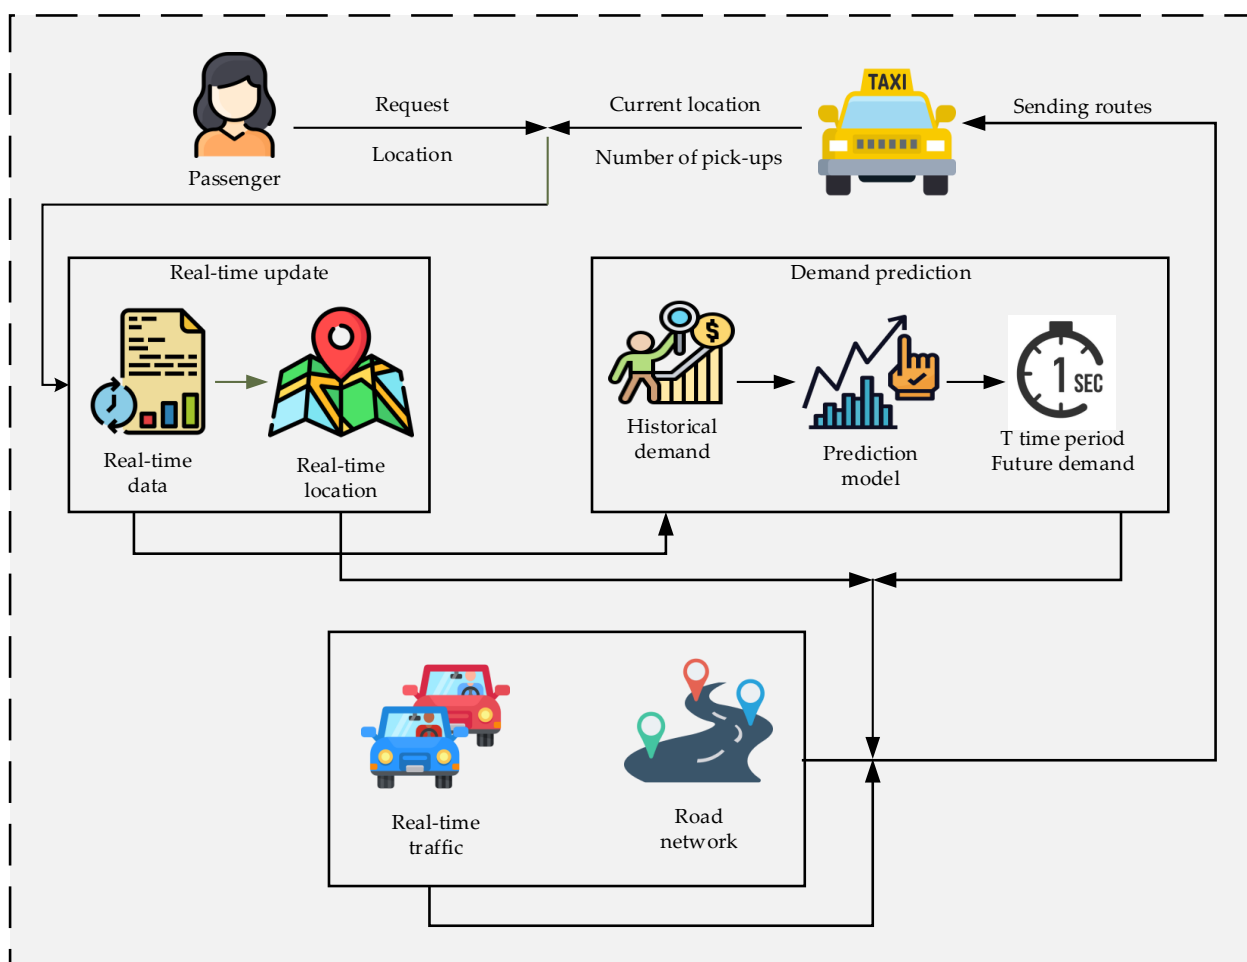 TAXI
Request
Current location
Sending routes
Location
Number of pick-ups
Passenger
Real-time update
Demand prediction
$
1 SEC
Historical
demand
Prediction
model
T time period
Future demand
Real-time
data
Real-time
location
Real-time
traffic
Road
network